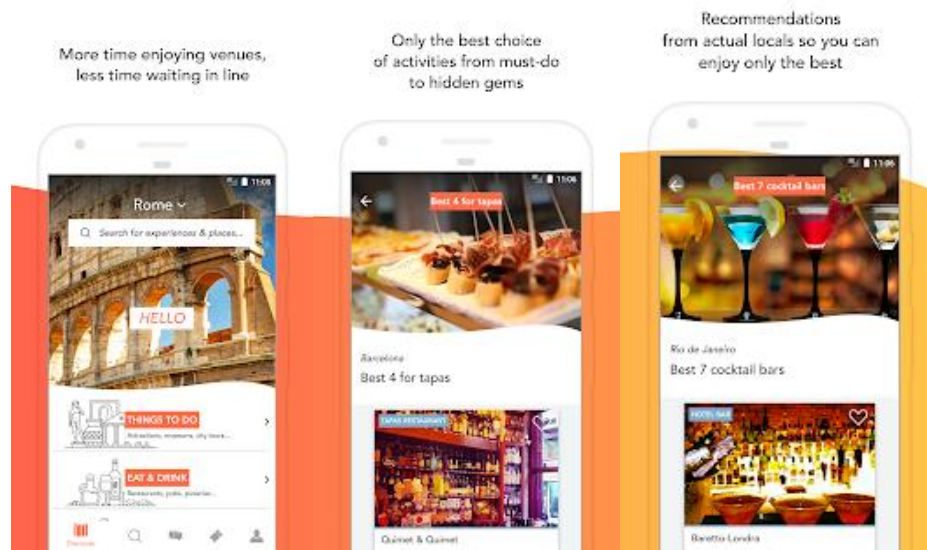 More time enjoying venues,
less time waiting in line
11:06
Rome
Search for experiences & places...
HELLO
THINGS TO DO
Attractions, museums, city tours...
EAT & DRINK
Restaurants, pubs, pizzerias...
Discover
Only the best choice
of activities from must-do
to hidden gems
11:06
Best 4 for tapas
Barcelona
Best 4 for tapas
TAPAS RESTAURANT
Quimet & Quimet
Recommendations
from actual locals so you can
enjoy only the best
11:06
Best 7 cocktail bars
Rio de Janeiro
Best 7 cocktail bars
HOTEL BAR
Baretto-Londra